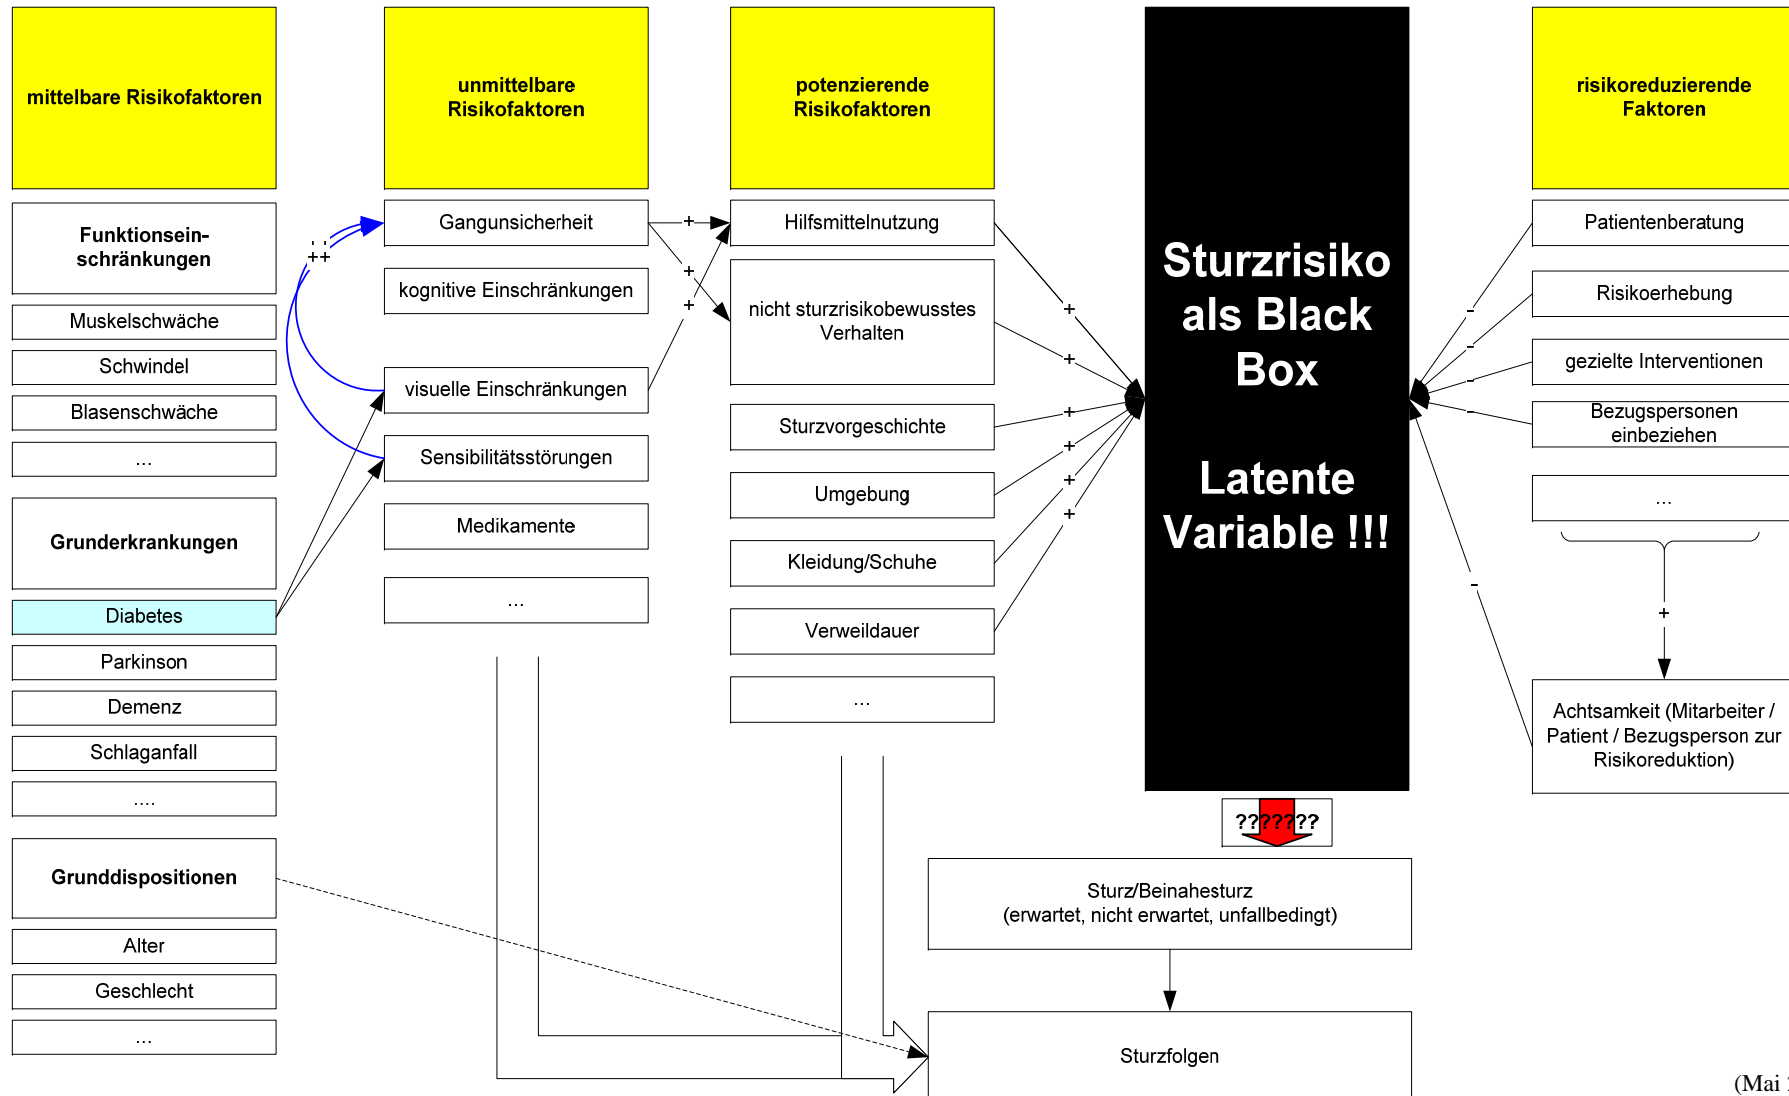 mittelbare Risikofaktoren
Funktionsein-
schränkungen
Muskelschwäche
Schwindel
Blasenschwäche
...
Grunderkrankungen
Diabetes
Parkinson
Demenz
Schlaganfall
....
Grunddispositionen
Alter
Geschlecht
...
++
unmittelbare
Risikofaktoren
Gangunsicherheit
kognitive Einschränkungen
visuelle Einschränkungen
Sensibilitätsstörungen
Medikamente
...
+
+
+
potenzierende
Risikofaktoren
Hilfsmittelnutzung
nicht sturzrisikobewusstes
Verhalten
Sturzvorgeschichte
Umgebung
Kleidung/Schuhe
Verweildauer
...
+
+
+
+
+
+
Sturzrisiko
als Black
Box
Latente
Variable !!!
???????
Sturz/Beinahesturz
(erwartet, nicht erwartet, unfallbedingt)
Sturzfolgen
-
-
-
-
-
risikoreduzierende
Faktoren
Patientenberatung
Risikoerhebung
gezielte Interventionen
Bezugspersonen
einbeziehen
...
+
Achtsamkeit (Mitarbeiter /
Patient / Bezugsperson zur
Risikoreduktion)
(Mai